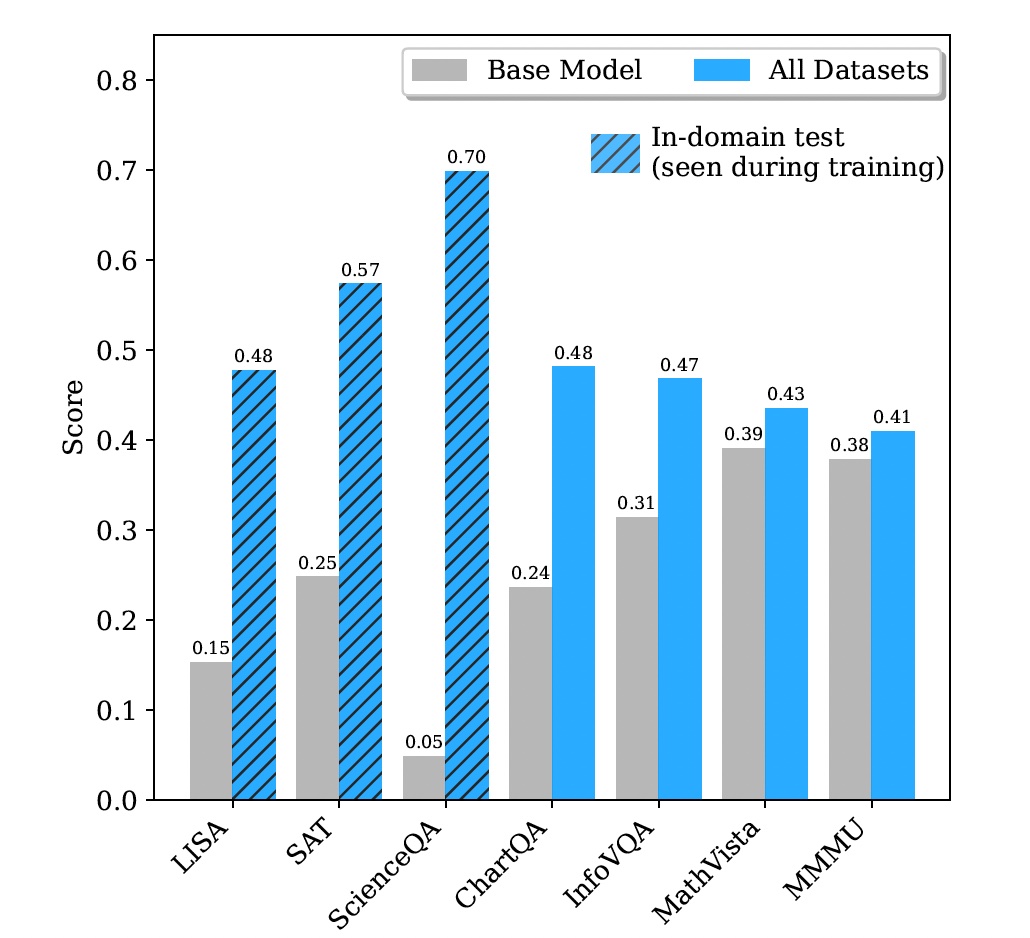 Base Model
All Datasets
In-domain test
(seen during training)
Score
0.8
0.7
0.6
0.5
0.4
0.3
0.2
0.1
0.0
0.15
0.48
0.25
0.57
0.05
0.70
0.24
0.48
0.31
0.47
0.39
0.43
0.38
0.41
LISA
SAT
ScienceQA
ChartQA
InfoVQA
MathVista
MMMU